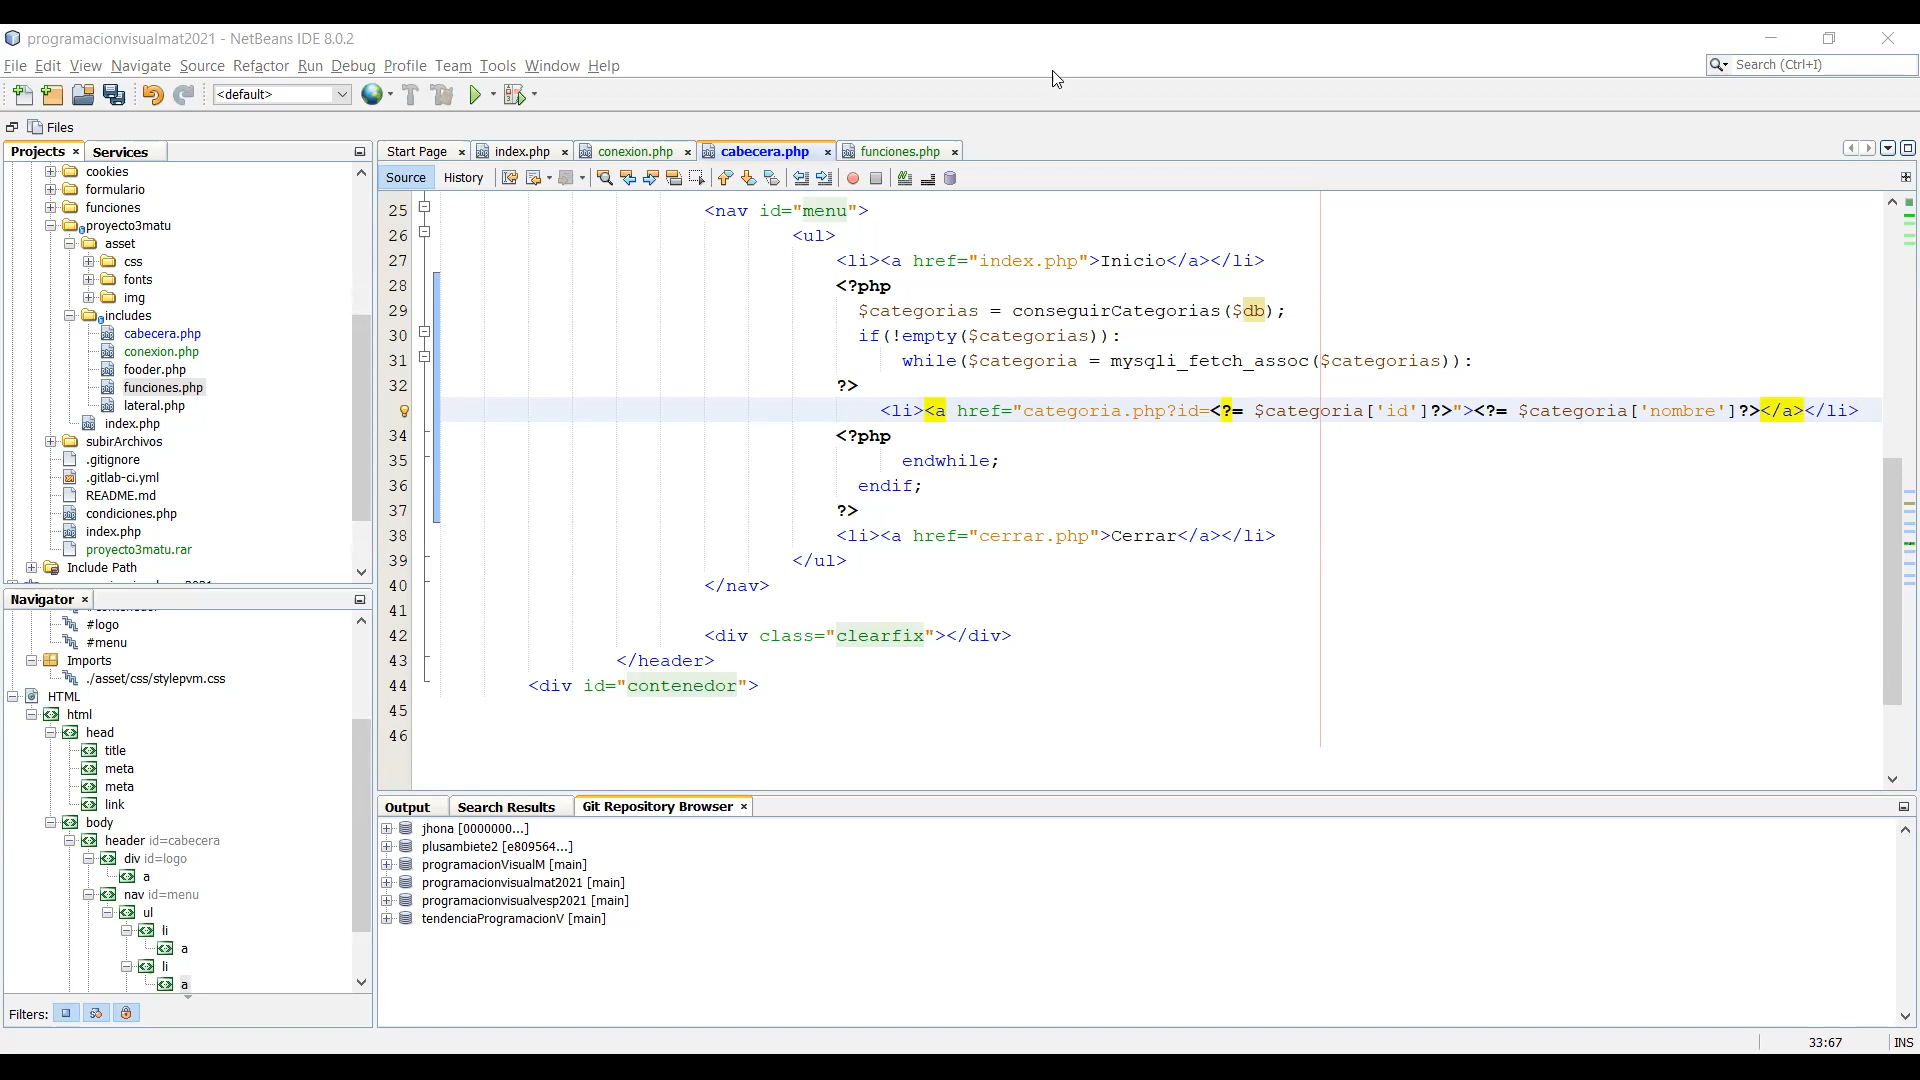 programacionvisualmat2021 - NetBeans IDE 8.0.2
File Edit View Navigate Source Refactor Run Debug Profile Team Tools Window Help
Search (Ctrl+I)
<default>
Files
Projects
Services
cookies
formulario
funciones
proyecto3matu
asset
css
fonts
img
includes
cabecera.php
conexion.php
fooder.php
funciones.php
lateral.php
index.php
subirArchivos
.gitignore
.gitlab-ci.yml
README.md
condiciones.php
index.php
proyecto3matu.rar
Include Path
Navigator
#logo
#menu
Imports
./asset/css/stylepvm.css
HTML
html
head
title
meta
meta
link
body
header id=cabecera
div id=logo
a
nav id=menu
ul
li
a
li
a
Filters:
Start Page index.php conexion.php cabecera.php funciones.php
Source History
25 <nav id="menu">
26 <ul>
27 <li><a href="index.php">Inicio</a></li>
28 <?php
29 $categorias = conseguirCategorias($db);
30 if(!empty($categorias)):
31 while($categoria = mysqli_fetch_assoc($categorias)):
32 ?>
<li><a href="categoria.php?id=<?= $categoria['id']?>"><?= $categoria['nombre']?></a></li>
34 <?php
35 endwhile;
36 endif;
37 ?>
38 <li><a href="cerrar.php">Cerrar</a></li>
39 </ul>
40 </nav>
41
42 <div class="clearfix"></div>
43 </header>
44 <div id="contenedor">
45
46
Output Search Results Git Repository Browser
jhona [0000000...]
plusambiete2 [e809564...]
programacionVisualM [main]
programacionvisualmat2021 [main]
programacionvisualvesp2021 [main]
tendenciaProgramacionV [main]
33:67 INS